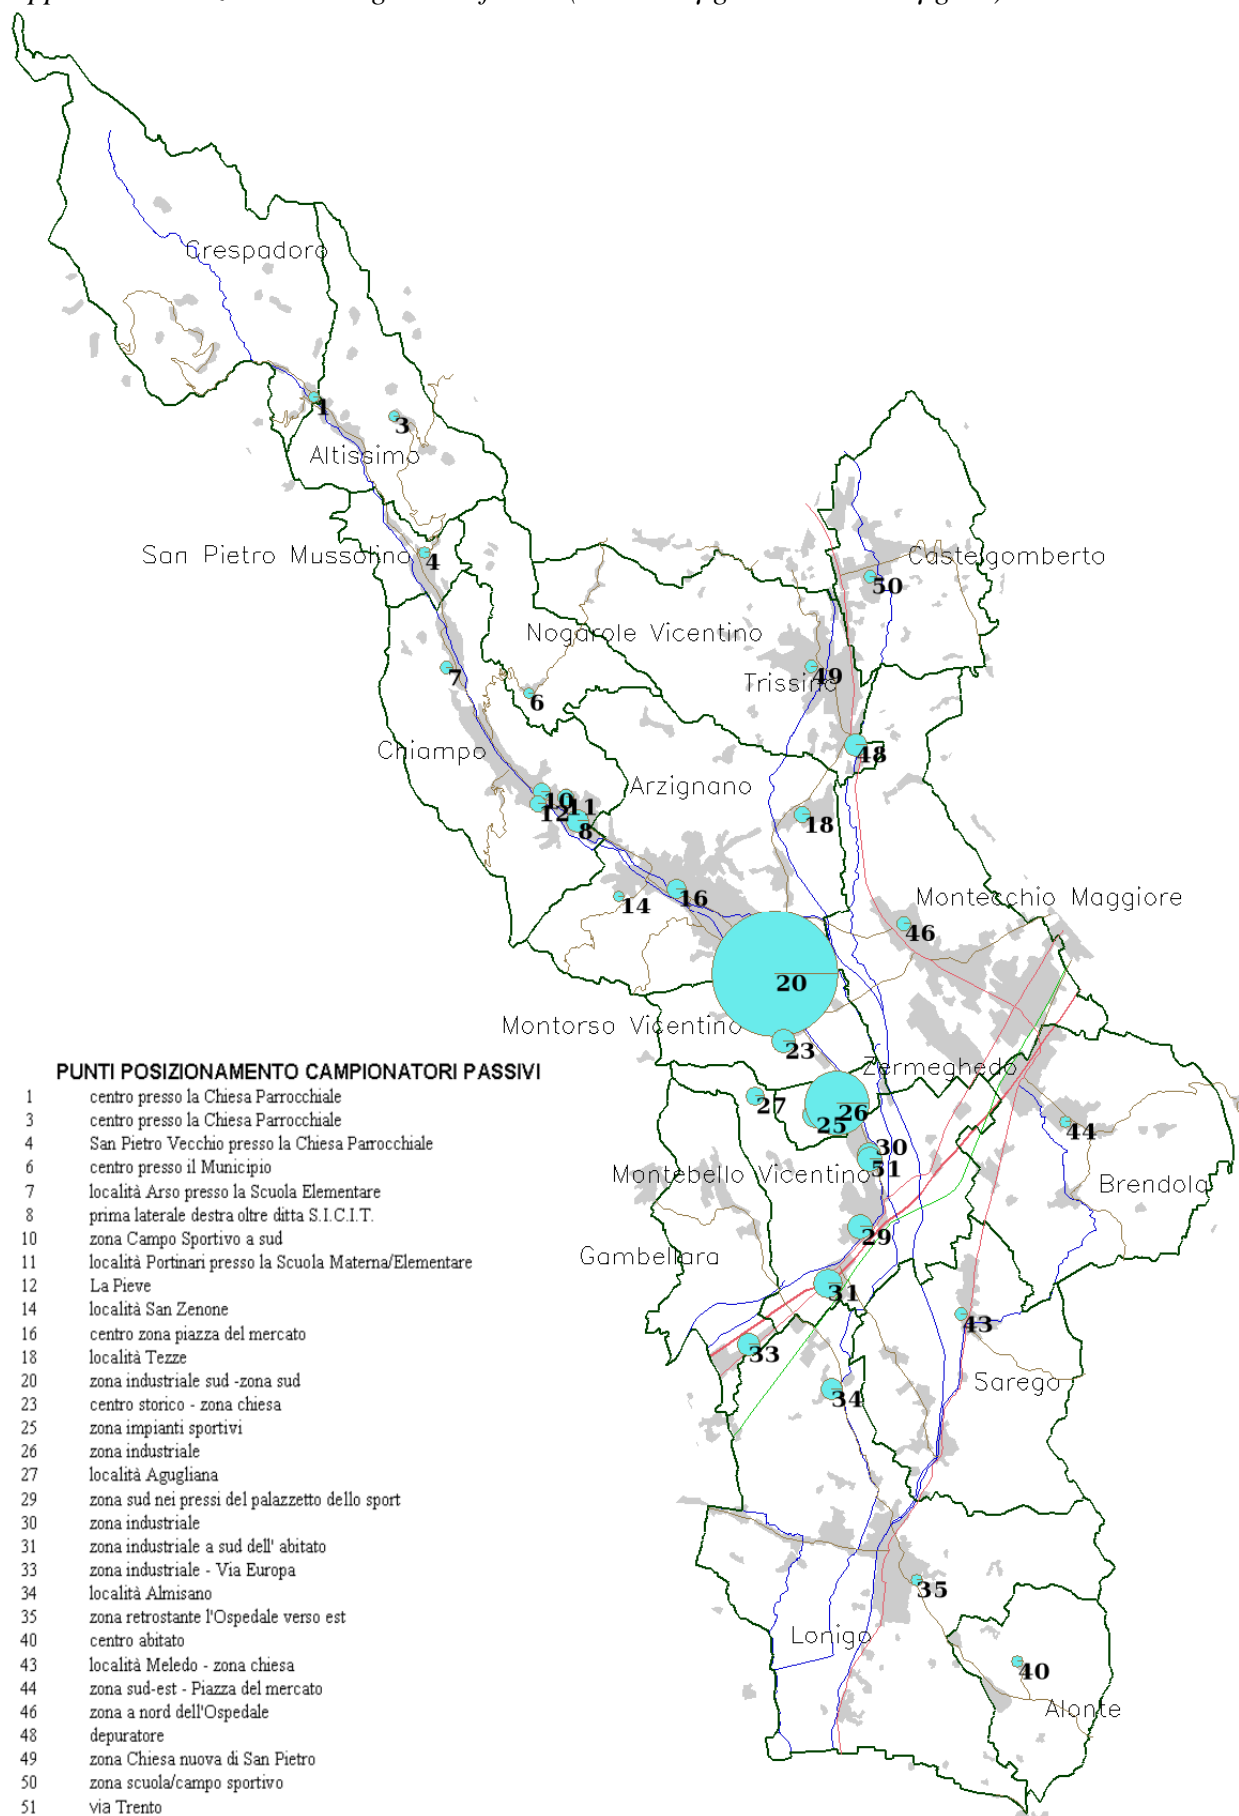 Crespadoro
1
3
Altissimo
San Pietro Mussolino
4
Castelgomberto
50
Nogarole Vicentino
49
7
Trissino
6
48
Chiampo
Arzignano
10
11
12
18
8
Montecchio Maggiore
14
16
46
20
Montorso Vicentino
23
Zermeghedo
27
26
25
44
30
51
Montebello Vicentino
Brendola
29
Gambellara
31
43
33
Sarego
34
35
Lonigo
40
Alonte
PUNTI POSIZIONAMENTO CAMPIONATORI PASSIVI
1 centro presso la Chiesa Parrocchiale
3 centro presso la Chiesa Parrocchiale
4 San Pietro Vecchio presso la Chiesa Parrocchiale
6 centro presso il Municipio
7 località Arso presso la Scuola Elementare
8 prima laterale destra oltre ditta S.I.C.I.T.
10 zona Campo Sportivo a sud
11 località Portinari presso la Scuola Materna/Elementare
12 La Pieve
14 località San Zenone
16 centro zona piazza del mercato
18 località Tezze
20 zona industriale sud -zona sud
23 centro storico - zona chiesa
25 zona impianti sportivi
26 zona industriale
27 località Agugliana
29 zona sud nei pressi del palazzetto dello sport
30 zona industriale
31 zona industriale a sud dell' abitato
33 zona industriale - Via Europa
34 località Almisano
35 zona retrostante l'Ospedale verso est
40 centro abitato
43 località Meledo - zona chiesa
44 zona sud-est - Piazza del mercato
46 zona a nord dell'Ospedale
48 depuratore
49 zona Chiesa nuova di San Pietro
50 zona scuola/campo sportivo
51 via Trento